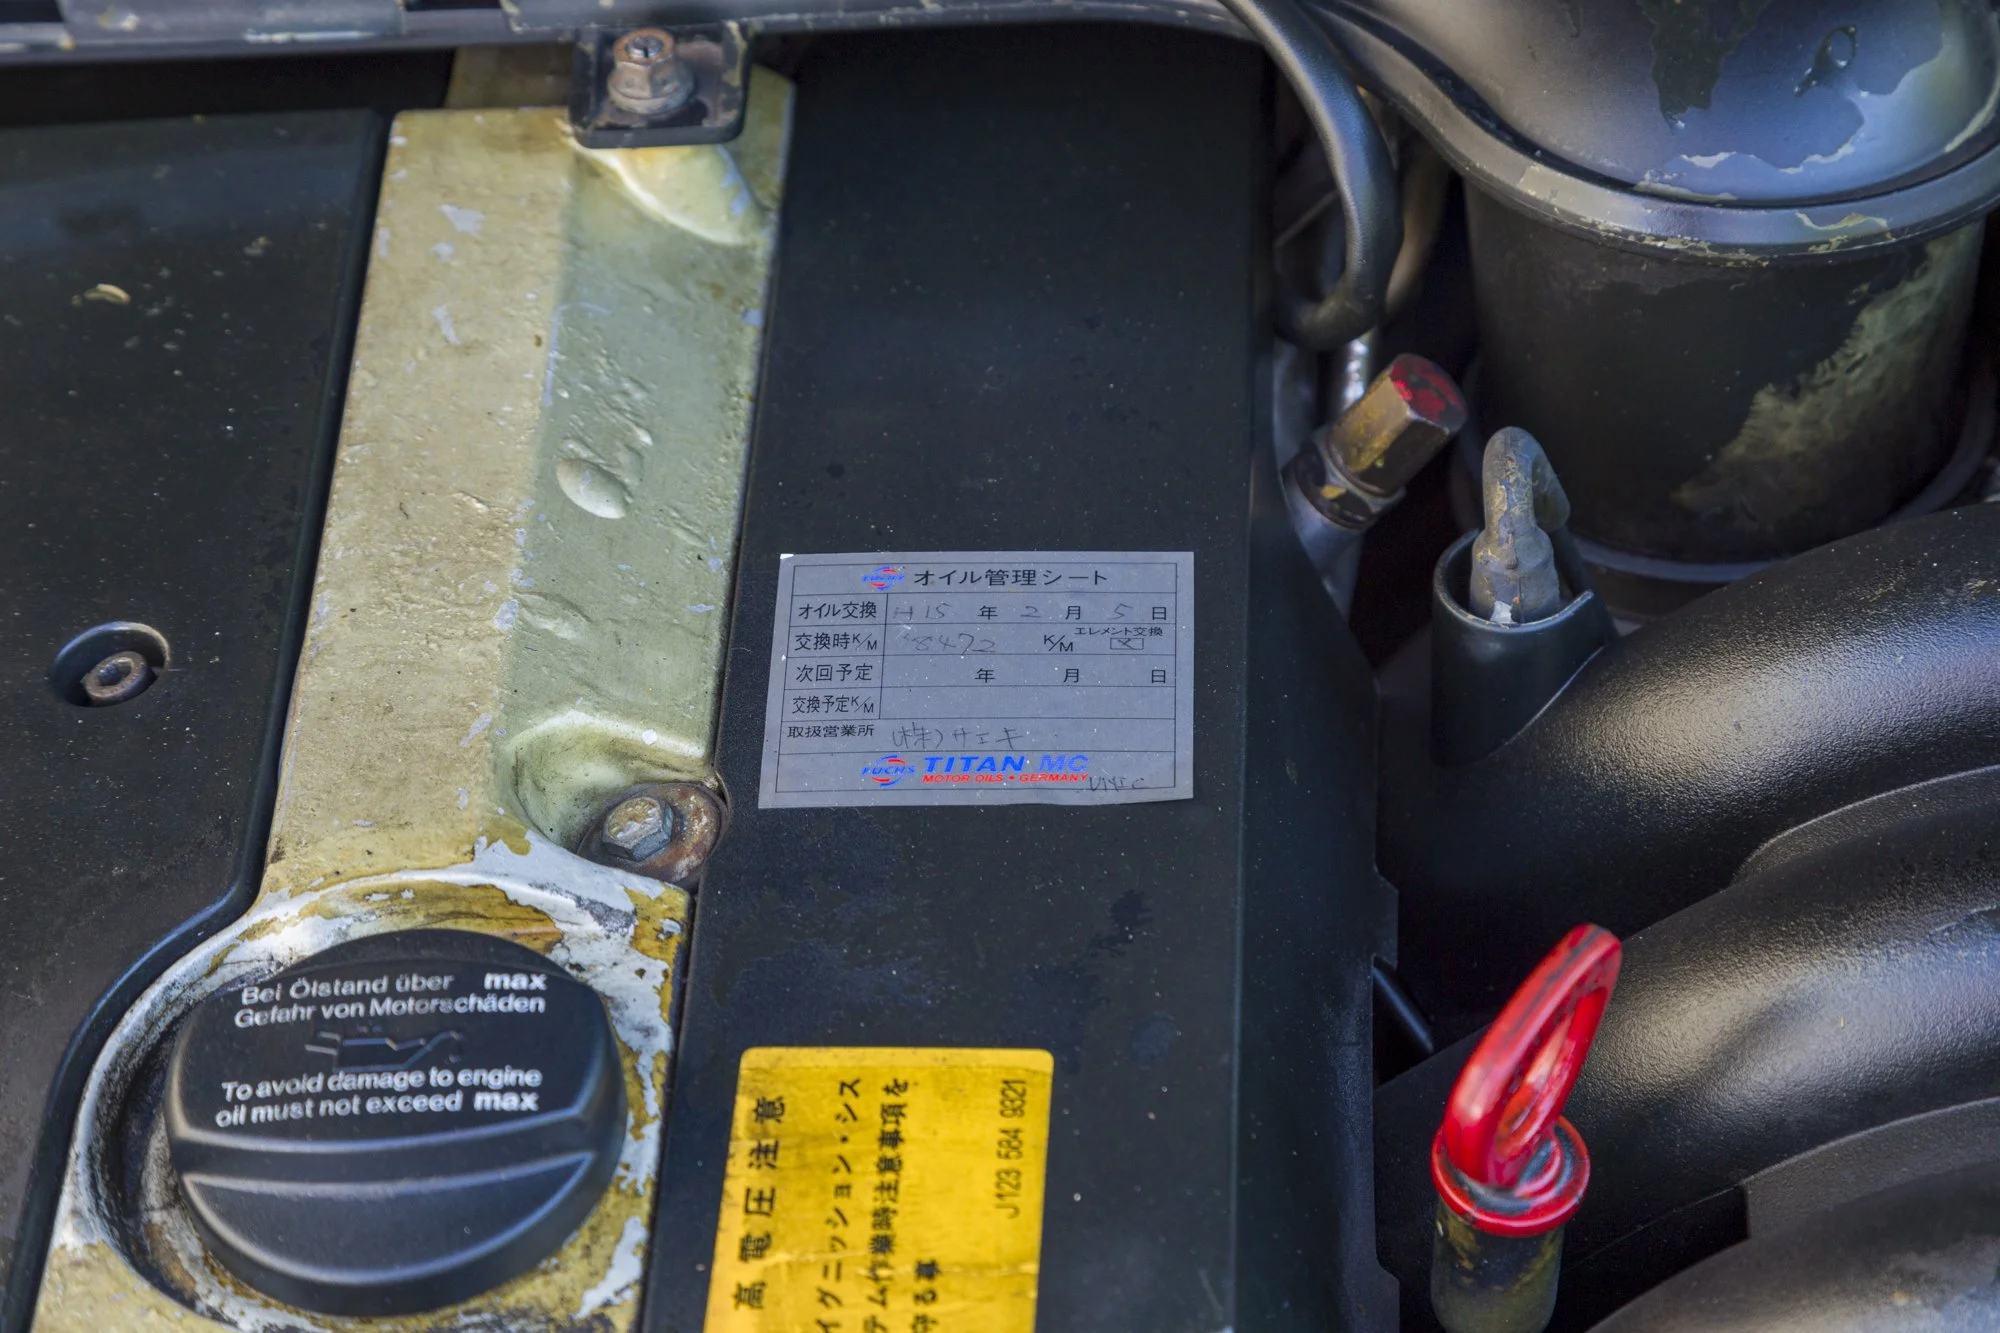 FUCHS オイル管理シート
オイル交換 H15 年 2 月 5 日
交換時K/M 8472 K/M エレメント交換
次回予定 年 月 日
交換予定K/M
取扱営業所 (株)サエキ
FUCHS TITAN MC
MOTOR OILS • GERMANY
Bei Ölstand über max
Gefahr von Motorschäden
To avoid damage to engine
oil must not exceed max
高電圧注意
イグニッション・シス
テム作業時注意事項を
守る事
J123 584 9321